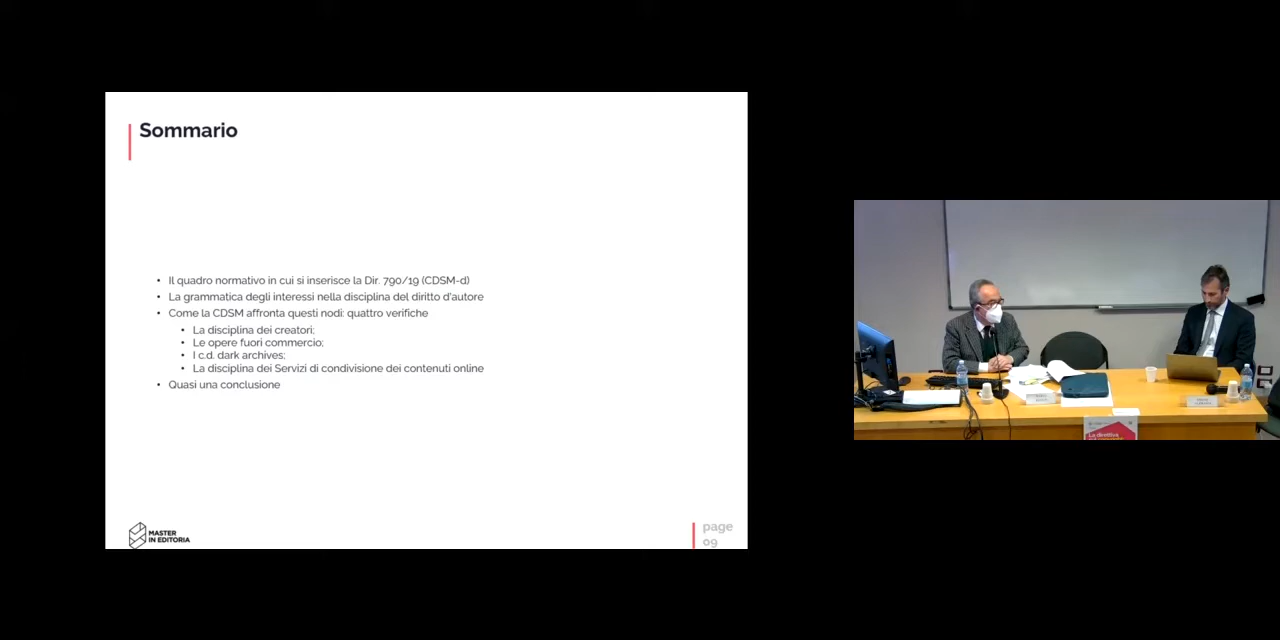 Sommario
• Il quadro normativo in cui si inserisce la Dir. 790/19 (CDSM-d)
• La grammatica degli interessi nella disciplina del diritto d'autore
• Come la CDSM affronta questi nodi: quattro verifiche
• La disciplina dei creatori;
• Le opere fuori commercio;
• I c.d. dark archives;
• La disciplina dei Servizi di condivisione dei contenuti online
• Quasi una conclusione
MASTER
IN EDITORIA
page
09
La direttiva